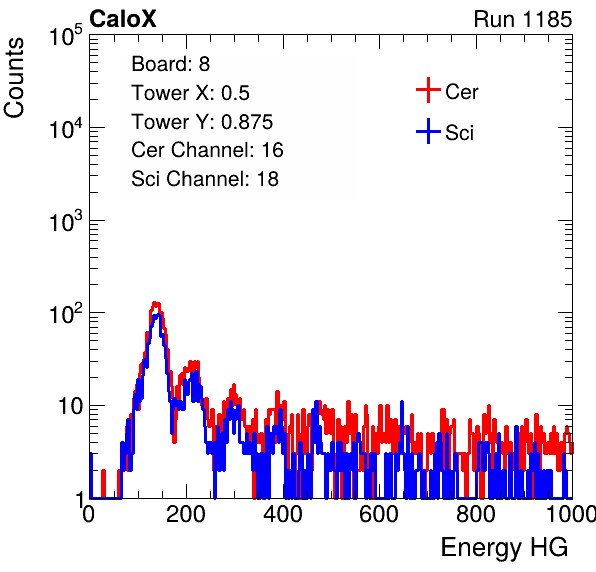 CaloX Run 1185
Counts
10^5
10^4
10^3
10^2
10
1
Board: 8
Tower X: 0.5
Tower Y: 0.875
Cer Channel: 16
Sci Channel: 18
Cer
Sci
0 200 400 600 800 1000
Energy HG